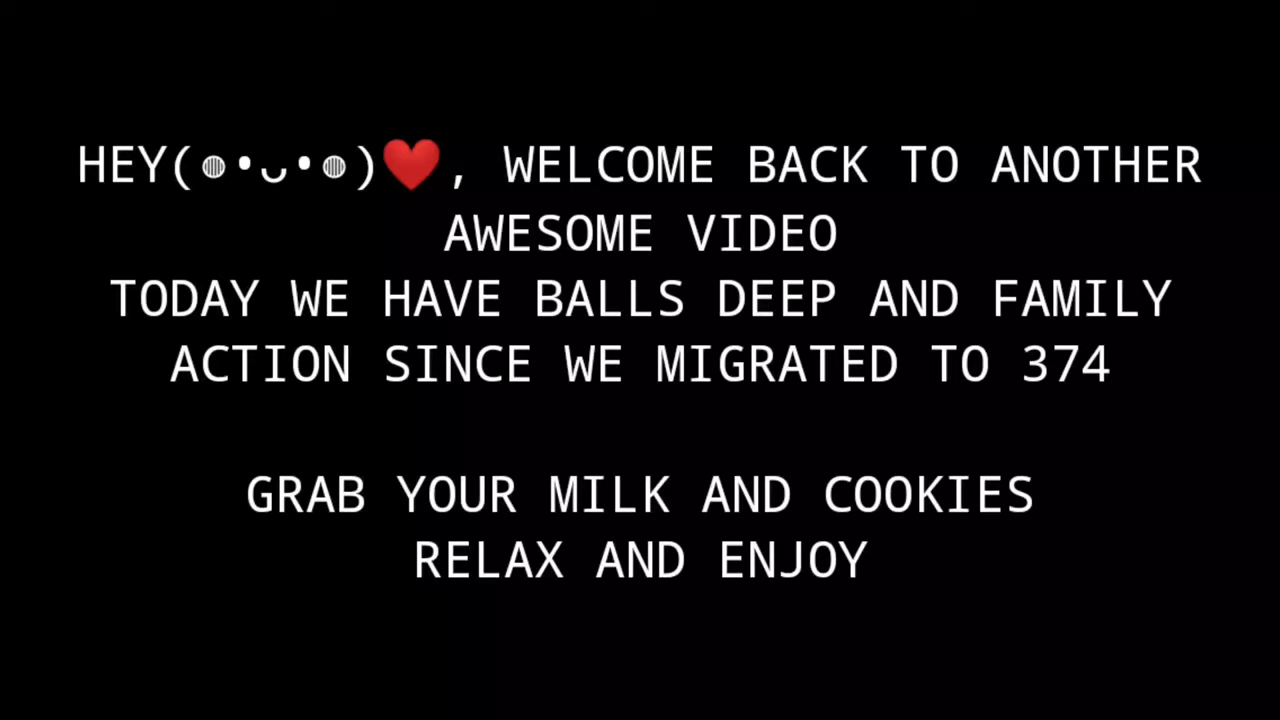 HEY(◍•ᴗ•◍)❤️, WELCOME BACK TO ANOTHER
AWESOME VIDEO
TODAY WE HAVE BALLS DEEP AND FAMILY
ACTION SINCE WE MIGRATED TO 374
GRAB YOUR MILK AND COOKIES
RELAX AND ENJOY